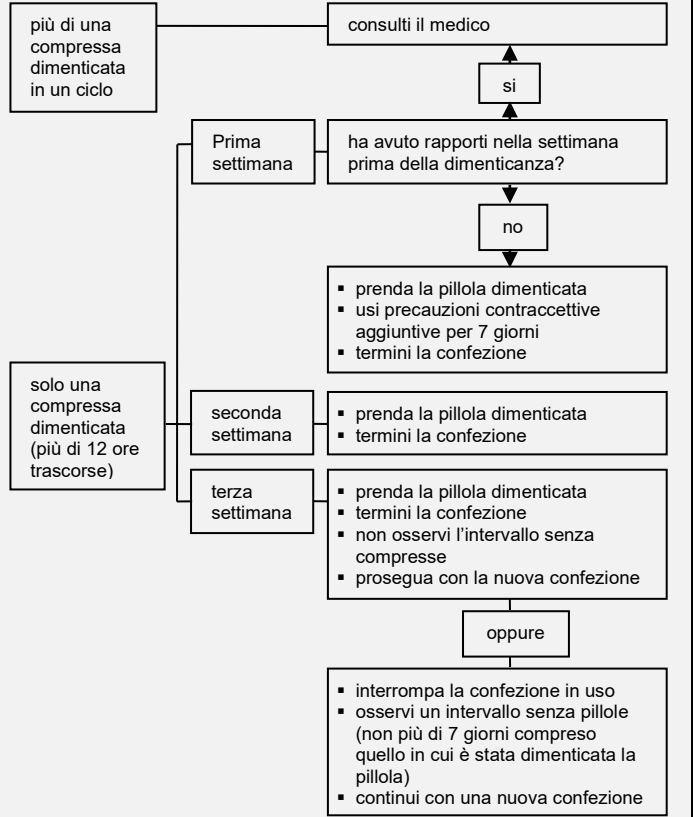 più di una
compressa
dimenticata
in un ciclo
consulti il medico
si
Prima
settimana
ha avuto rapporti nella settimana
prima della dimenticanza?
no
▪ prenda la pillola dimenticata
▪ usi precauzioni contraccettive
aggiuntive per 7 giorni
▪ termini la confezione
solo una
compressa
dimenticata
(più di 12 ore
trascorse)
seconda
settimana
▪ prenda la pillola dimenticata
▪ termini la confezione
terza
settimana
▪ prenda la pillola dimenticata
▪ termini la confezione
▪ non osservi l’intervallo senza
compresse
▪ prosegua con la nuova confezione
oppure
▪ interrompa la confezione in uso
▪ osservi un intervallo senza pillole
(non più di 7 giorni compreso
quello in cui è stata dimenticata la
pillola)
▪ continui con una nuova confezione